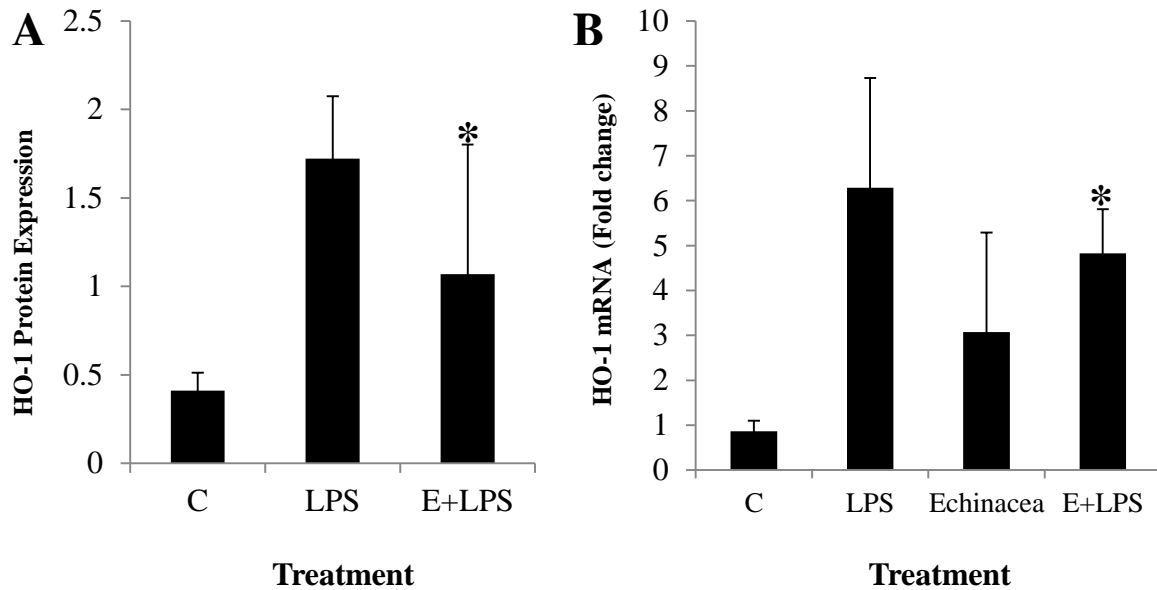 A
HO-1 Protein Expression
2.5
2
1.5
1
0.5
0
*
C LPS E+LPS
Treatment
B
HO-1 mRNA (Fold change)
10
9
8
7
6
5
4
3
2
1
0
*
C LPS Echinacea E+LPS
Treatment